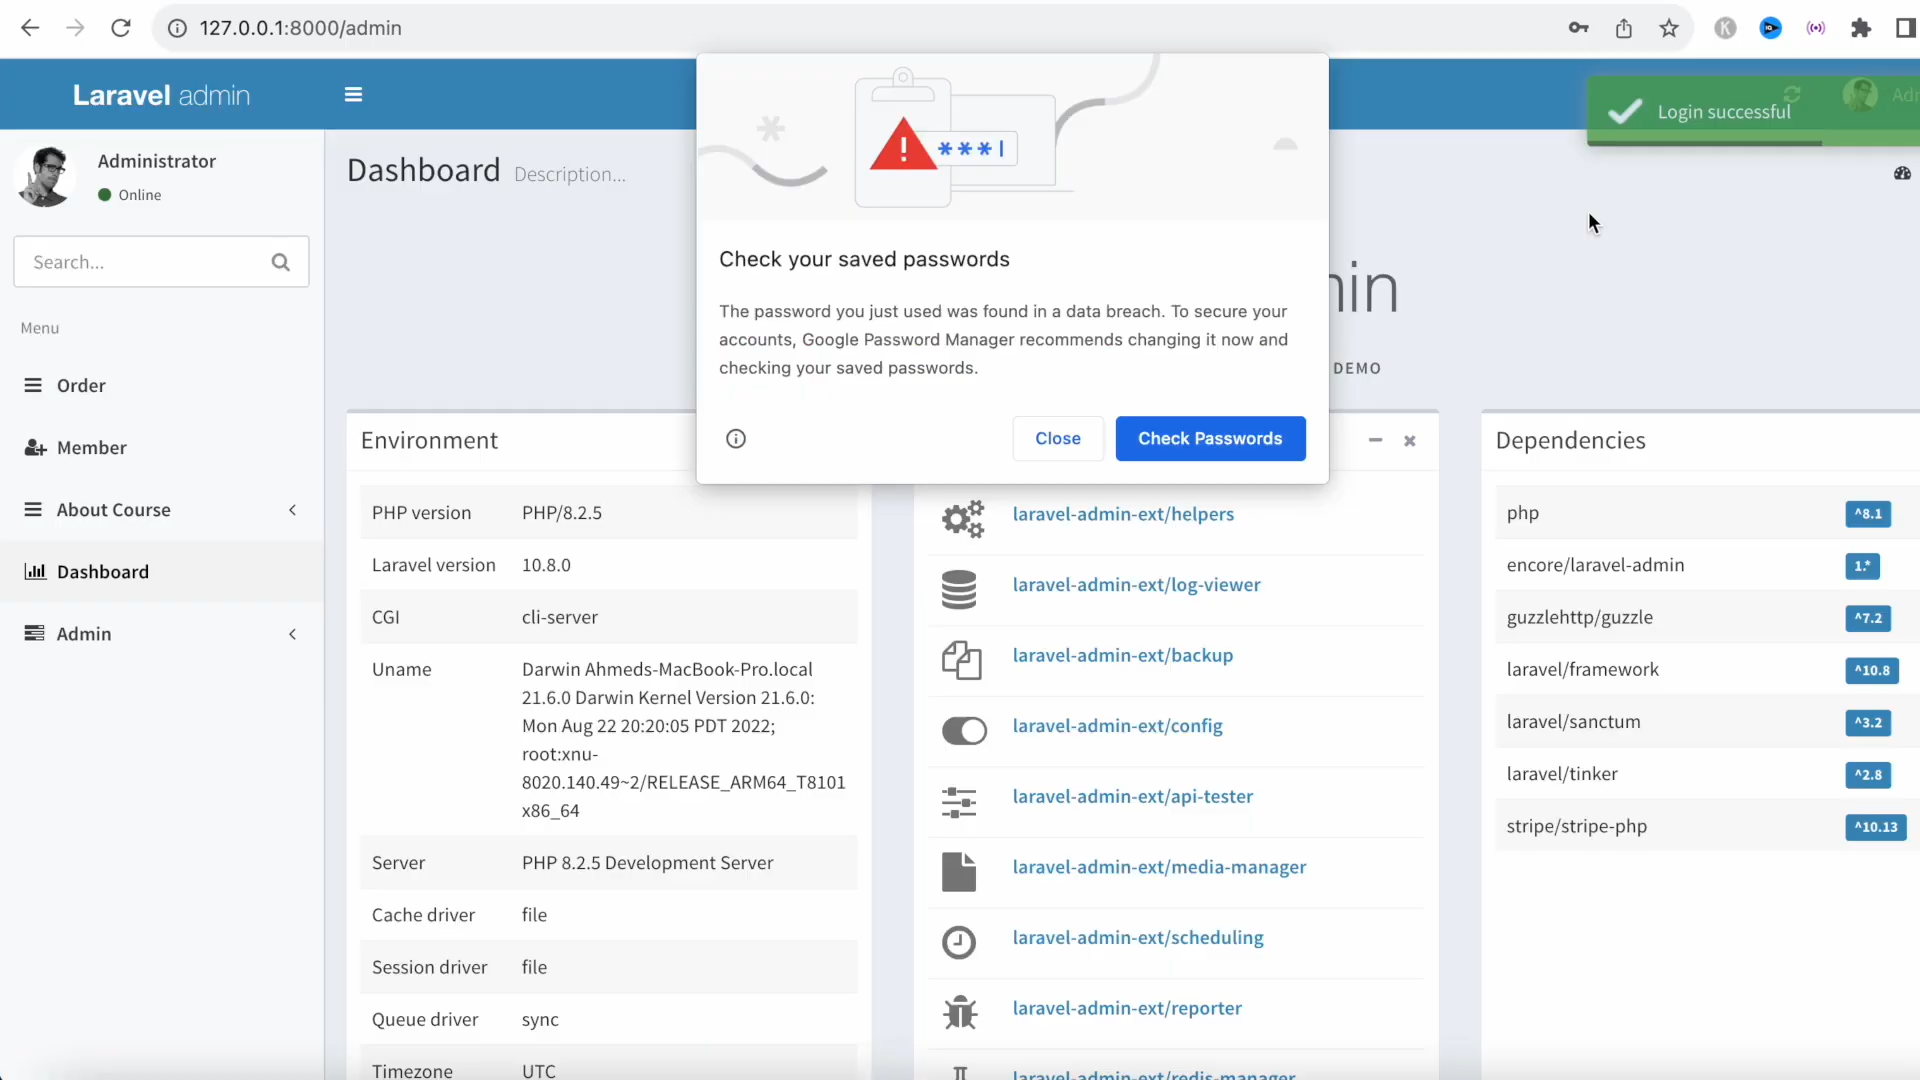 127.0.0.1:8000/admin
Laravel admin
Login successful
Administrator
Online
Search...
Menu
Order
Member
About Course
Dashboard
Admin
Dashboard Description...
DEMO
Check your saved passwords
The password you just used was found in a data breach. To secure your
accounts, Google Password Manager recommends changing it now and
checking your saved passwords.
Close
Check Passwords
Environment
PHP version PHP/8.2.5
Laravel version 10.8.0
CGI cli-server
Uname Darwin Ahmeds-MacBook-Pro.local
21.6.0 Darwin Kernel Version 21.6.0:
Mon Aug 22 20:20:05 PDT 2022;
root:xnu-
8020.140.49~2/RELEASE_ARM64_T8101
x86_64
Server PHP 8.2.5 Development Server
Cache driver file
Session driver file
Queue driver sync
Timezone UTC
laravel-admin-ext/helpers
laravel-admin-ext/log-viewer
laravel-admin-ext/backup
laravel-admin-ext/config
laravel-admin-ext/api-tester
laravel-admin-ext/media-manager
laravel-admin-ext/scheduling
laravel-admin-ext/reporter
laravel-admin-ext/redis-manager
Dependencies
php ^8.1
encore/laravel-admin 1.*
guzzlehttp/guzzle ^7.2
laravel/framework ^10.8
laravel/sanctum ^3.2
laravel/tinker ^2.8
stripe/stripe-php ^10.13